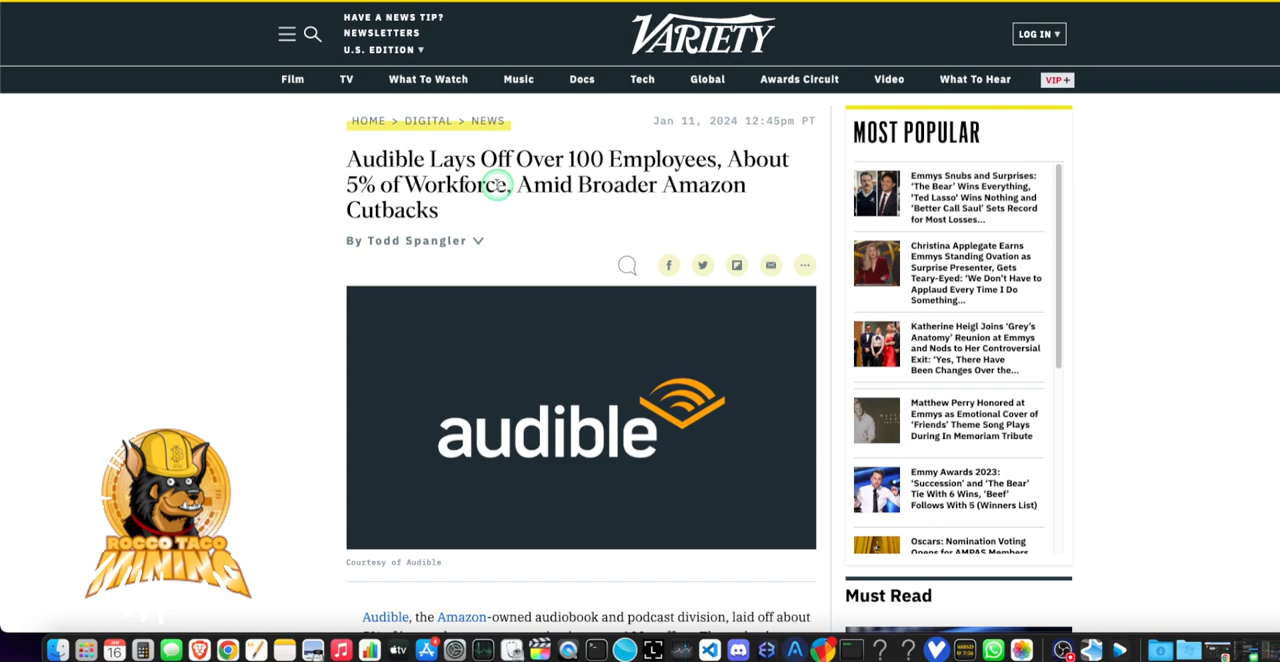 HAVE A NEWS TIP?
NEWSLETTERS
U.S. EDITION ▾
VARIETY
LOG IN ▾
Film TV What To Watch Music Docs Tech Global Awards Circuit Video What To Hear VIP+
HOME > DIGITAL > NEWS
Jan 11, 2024 12:45pm PT
Audible Lays Off Over 100 Employees, About
5% of Workforce, Amid Broader Amazon
Cutbacks
By Todd Spangler
audible
Courtesy of Audible
Audible, the Amazon-owned audiobook and podcast division, laid off about
MOST POPULAR
Emmys Snubs and Surprises:
‘The Bear’ Wins Everything,
‘Ted Lasso’ Wins Nothing and
‘Better Call Saul’ Sets Record
for Most Losses...
Christina Applegate Earns
Emmys Standing Ovation as
Surprise Presenter, Gets
Teary-Eyed: ‘We Don’t Have to
Applaud Every Time I Do
Something...
Katherine Heigl Joins ‘Grey’s
Anatomy’ Reunion at Emmys
and Nods to Her Controversial
Exit: ‘Yes, There Have
Been Changes Over the...
Matthew Perry Honored at
Emmys as Emotional Cover of
‘Friends’ Theme Song Plays
During In Memoriam Tribute
Emmy Awards 2023:
‘Succession’ and ‘The Bear’
Tie With 6 Wins, ‘Beef’
Follows With 5 (Winners List)
Oscars: Nomination Voting
Opens for AMPAS Members
Must Read
ROCCO TACO
MINING
JAN
16
tv
4